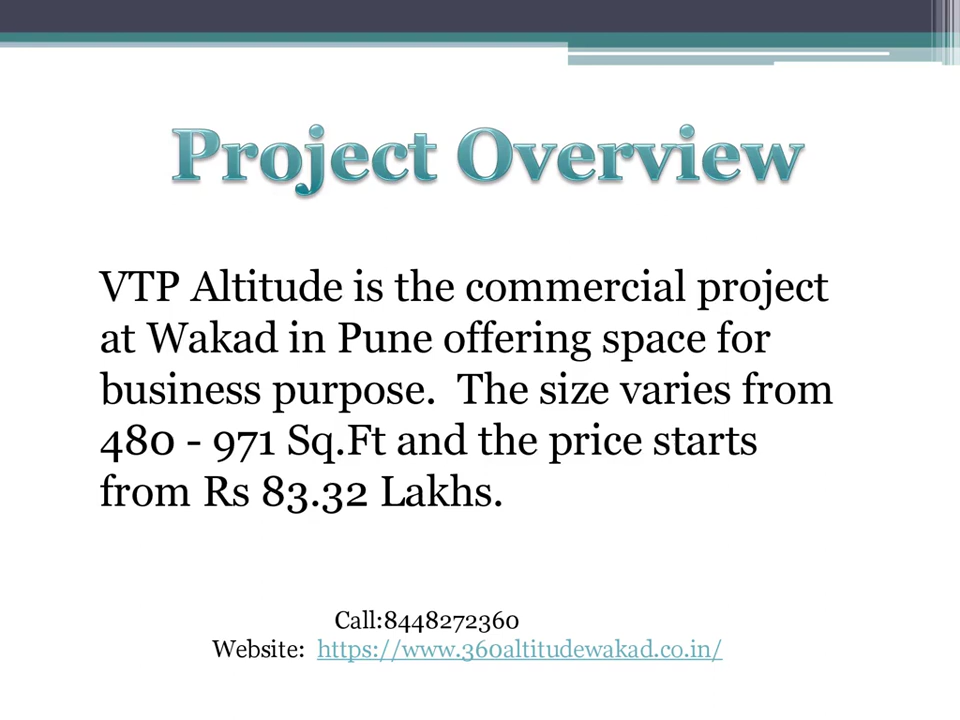 Project Overview
VTP Altitude is the commercial project
at Wakad in Pune offering space for
business purpose.  The size varies from
480 - 971 Sq.Ft and the price starts
from Rs 83.32 Lakhs.
Call:8448272360
Website:  https://www.360altitudewakad.co.in/